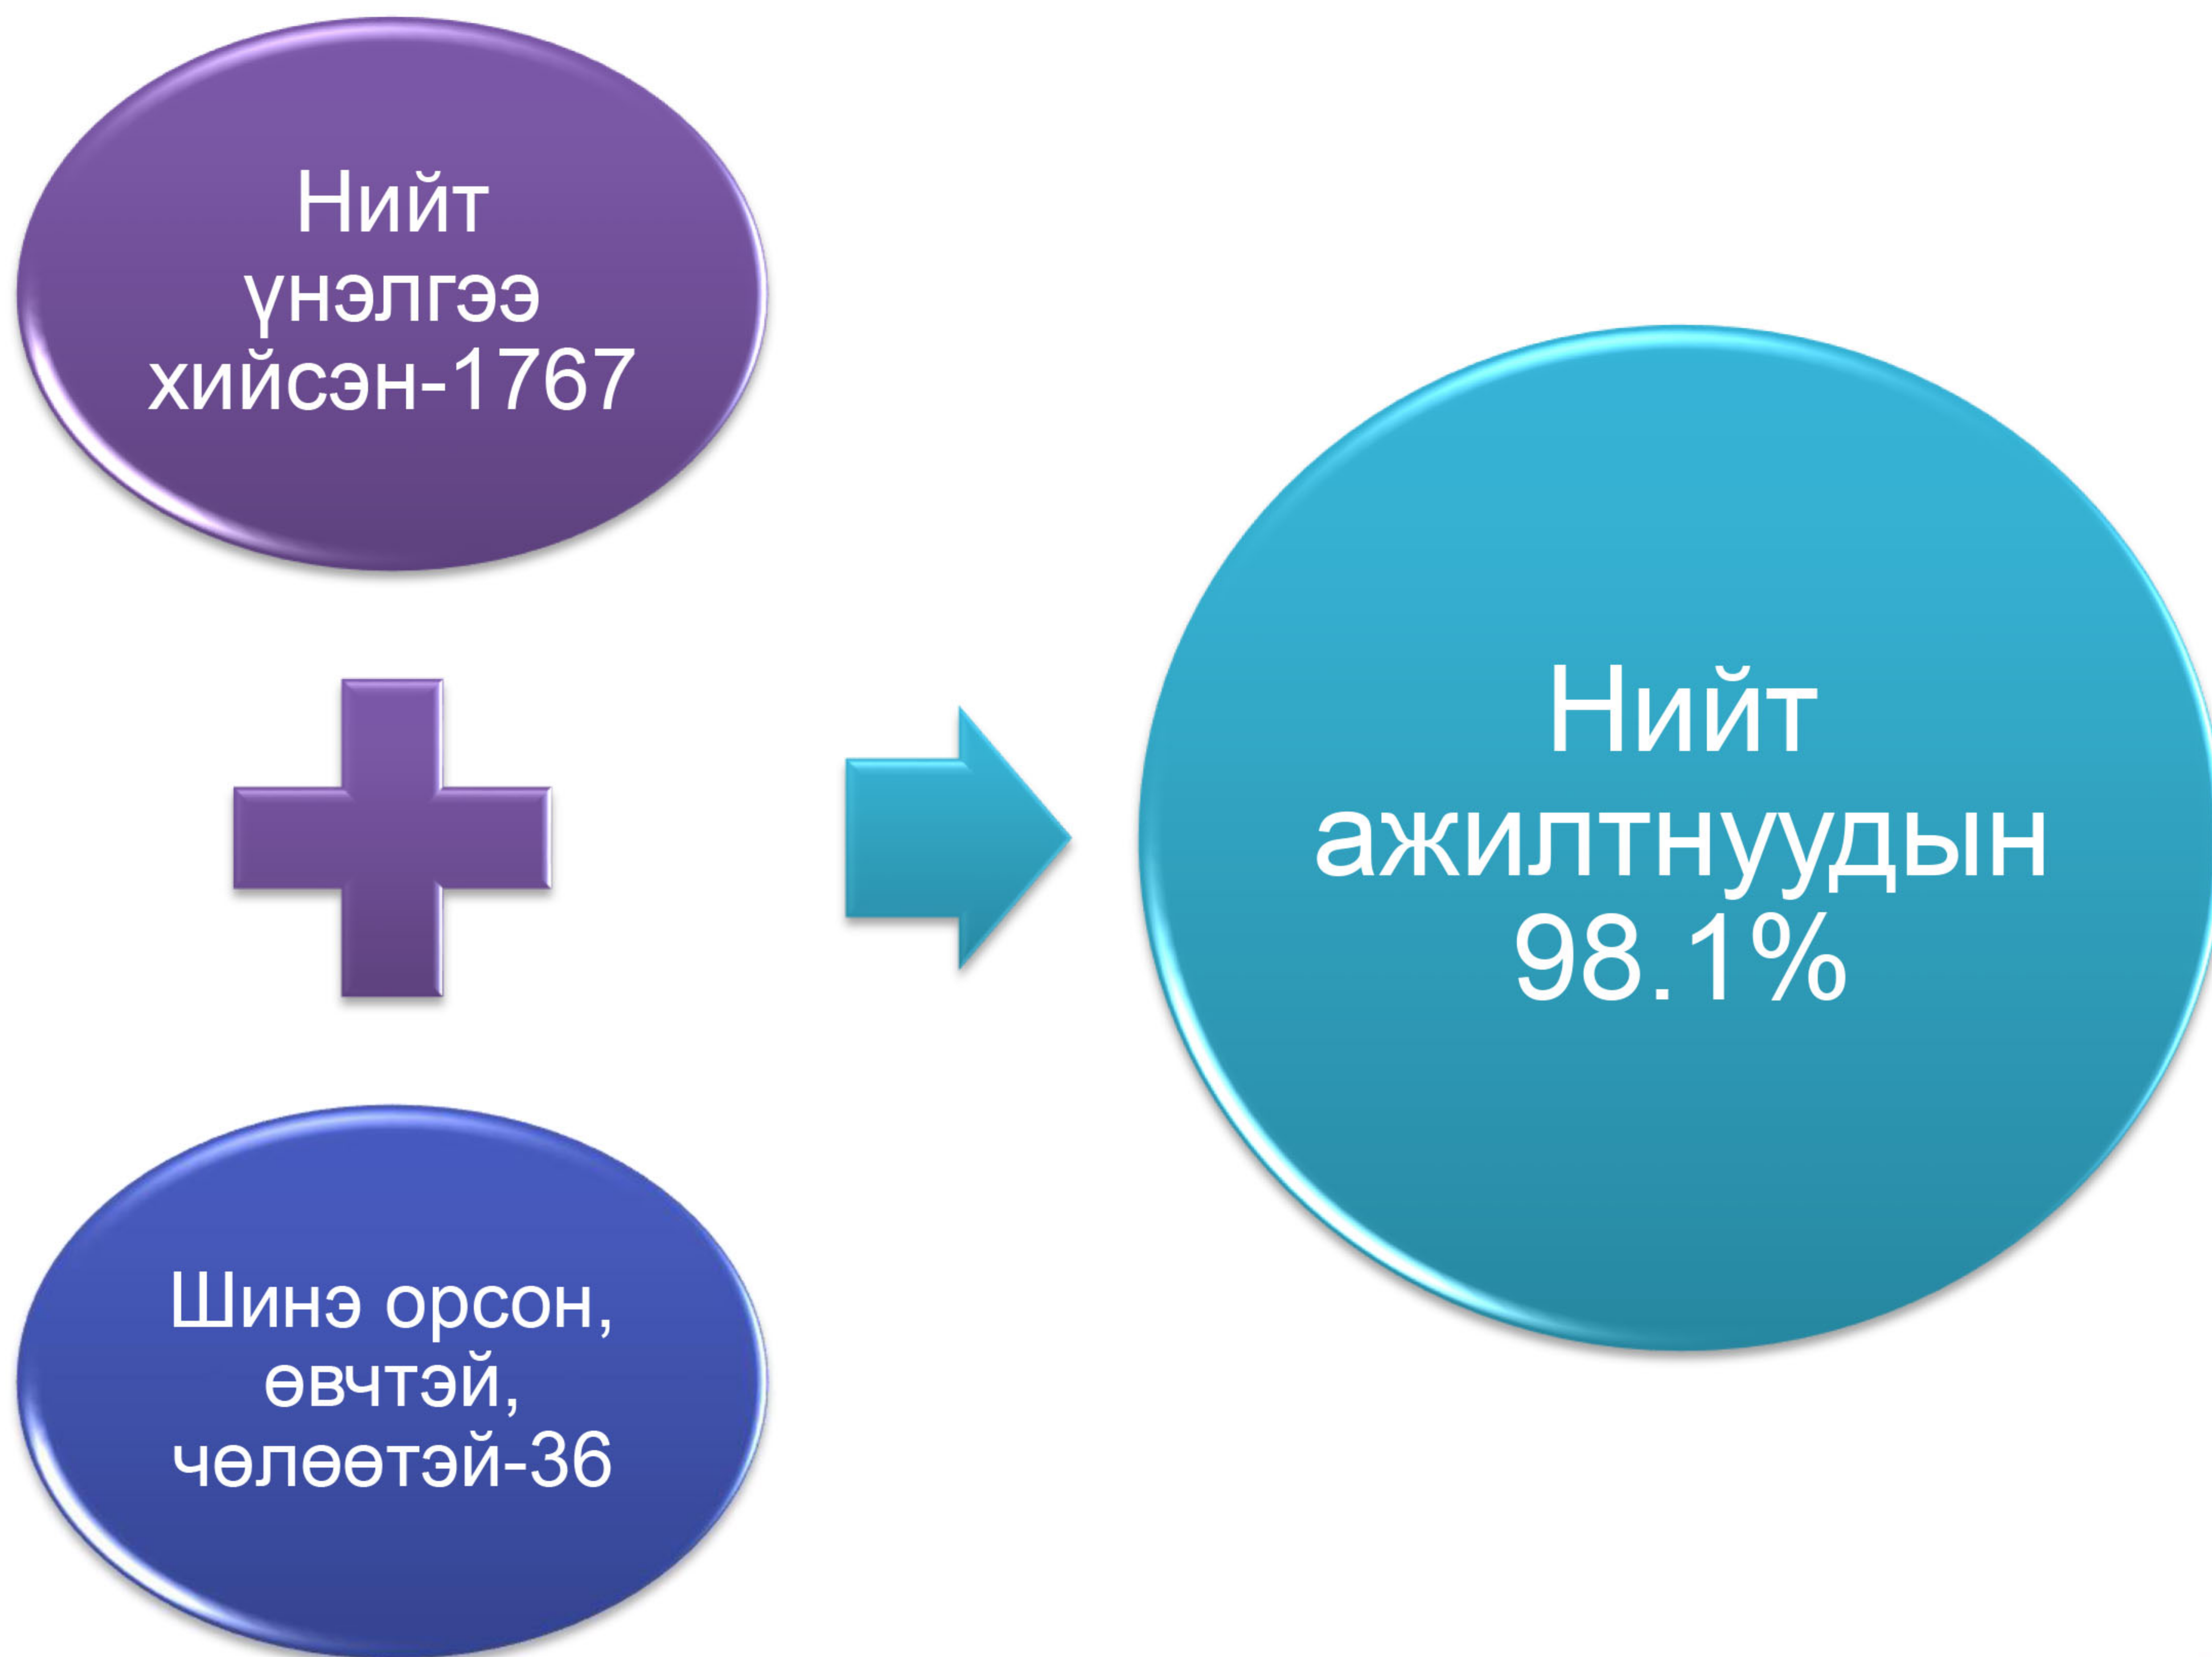 Нийт
үнэлгээ
хийсэн-1767
Шинэ орсон,
өвчтэй,
чөлөөтэй-36
Нийт
ажилтнуудын
98.1%